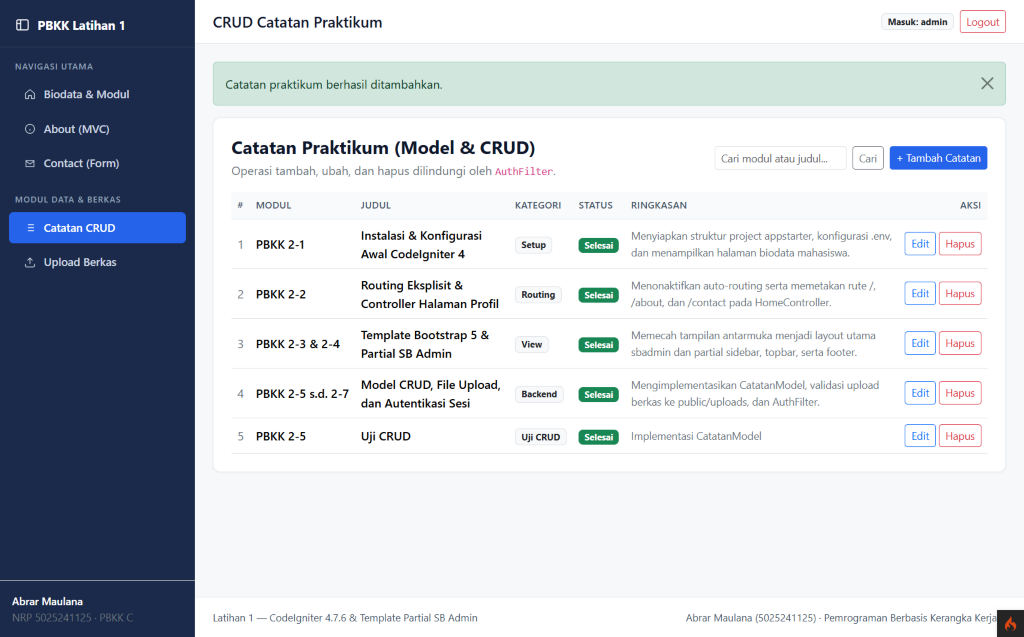 PBKK Latihan 1
NAVIGASI UTAMA
Biodata & Modul
About (MVC)
Contact (Form)
MODUL DATA & BERKAS
Catatan CRUD
Upload Berkas
Abrar Maulana
NRP 5025241125 · PBKK C
CRUD Catatan Praktikum
Masuk: admin
Logout
Catatan praktikum berhasil ditambahkan.
Catatan Praktikum (Model & CRUD)
Operasi tambah, ubah, dan hapus dilindungi oleh AuthFilter.
Cari modul atau judul...
Cari
+ Tambah Catatan
# MODUL JUDUL KATEGORI STATUS RINGKASAN AKSI
1 PBKK 2-1
Instalasi & Konfigurasi
Awal CodeIgniter 4
Setup
Selesai
Menyiapkan struktur project appstarter, konfigurasi .env,
dan menampilkan halaman biodata mahasiswa.
Edit Hapus
2 PBKK 2-2
Routing Eksplisit &
Controller Halaman Profil
Routing
Selesai
Menonaktifkan auto-routing serta memetakan rute /,
/about, dan /contact pada HomeController.
Edit Hapus
3 PBKK 2-3 & 2-4
Template Bootstrap 5 &
Partial SB Admin
View
Selesai
Memecah tampilan antarmuka menjadi layout utama
sbadmin dan partial sidebar, topbar, serta footer.
Edit Hapus
4 PBKK 2-5 s.d. 2-7
Model CRUD, File Upload,
dan Autentikasi Sesi
Backend
Selesai
Mengimplementasikan CatatanModel, validasi upload
berkas ke public/uploads, dan AuthFilter.
Edit Hapus
5 PBKK 2-5
Uji CRUD
Uji CRUD
Selesai
Implementasi CatatanModel
Edit Hapus
Latihan 1 — CodeIgniter 4.7.6 & Template Partial SB Admin
Abrar Maulana (5025241125) · Pemrograman Berbasis Kerangka Kerja